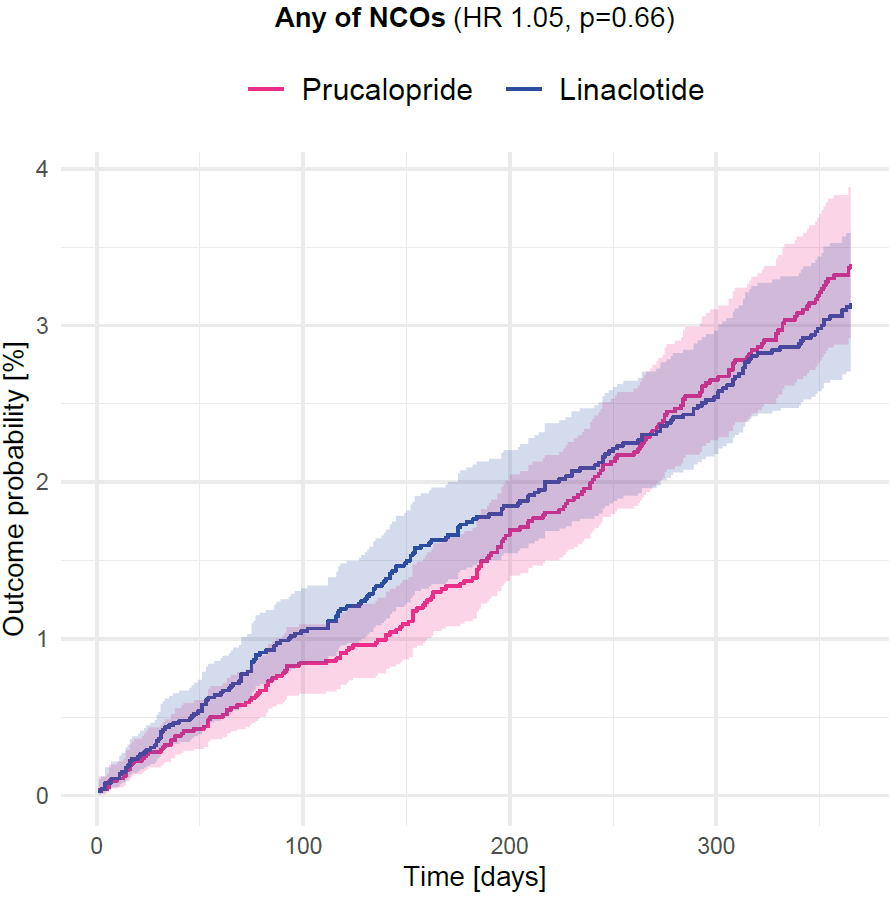 Any of NCOs (HR 1.05, p=0.66)
Prucalopride Linaclotide
4
3
2
1
0
Outcome probability [%]
0 100 200 300
Time [days]